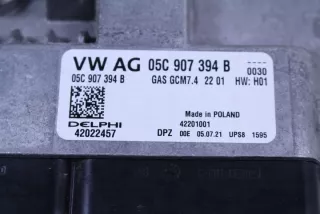 VW AG 05C 907 394 B
0030
05C 907 394 B GAS GCM7.4 22 01 HW: H01
Made in POLAND
42201001
DELPHI
42022457 DPZ 00E 05.07.21 UPS8 1595